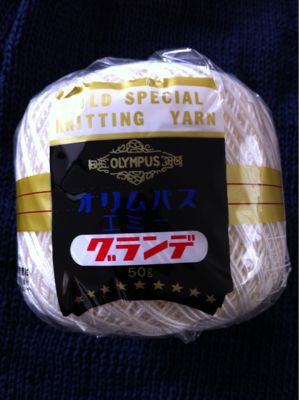 OLD SPECIAL
KNITTING YARN
OLYMPUS
オリムパス
エミー
グランデ
50g